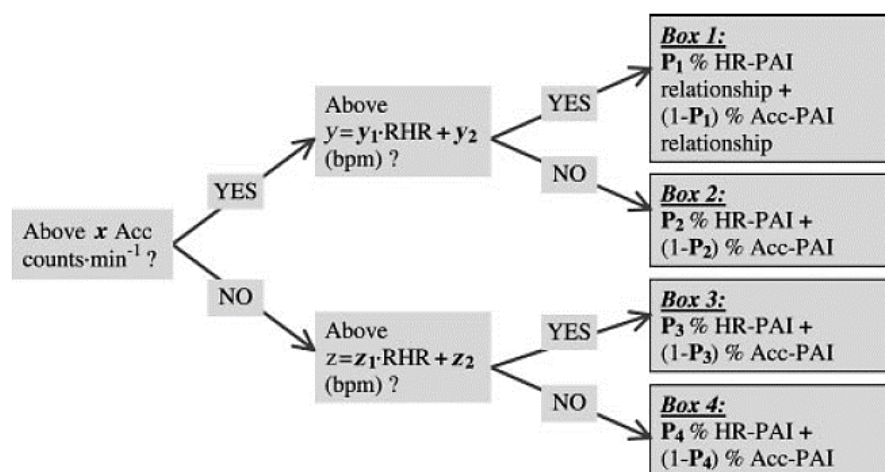 Above x Acc
counts·min⁻¹ ?
YES
NO
Above
y=y₁·RHR + y₂
(bpm) ?
YES
NO
Above
z=z₁·RHR + z₂
(bpm) ?
YES
NO
Box 1:
P₁ % HR-PAI
relationship +
(1-P₁) % Acc-PAI
relationship
Box 2:
P₂ % HR-PAI +
(1-P₂) % Acc-PAI
Box 3:
P₃ % HR-PAI +
(1-P₃) % Acc-PAI
Box 4:
P₄ % HR-PAI +
(1-P₄) % Acc-PAI